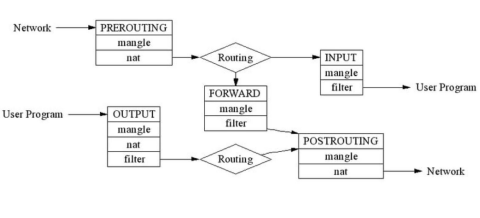 Network
PREROUTING
mangle
nat
Routing
INPUT
mangle
filter
User Program
FORWARD
mangle
filter
User Program
OUTPUT
mangle
nat
filter
Routing
POSTROUTING
mangle
nat
Network